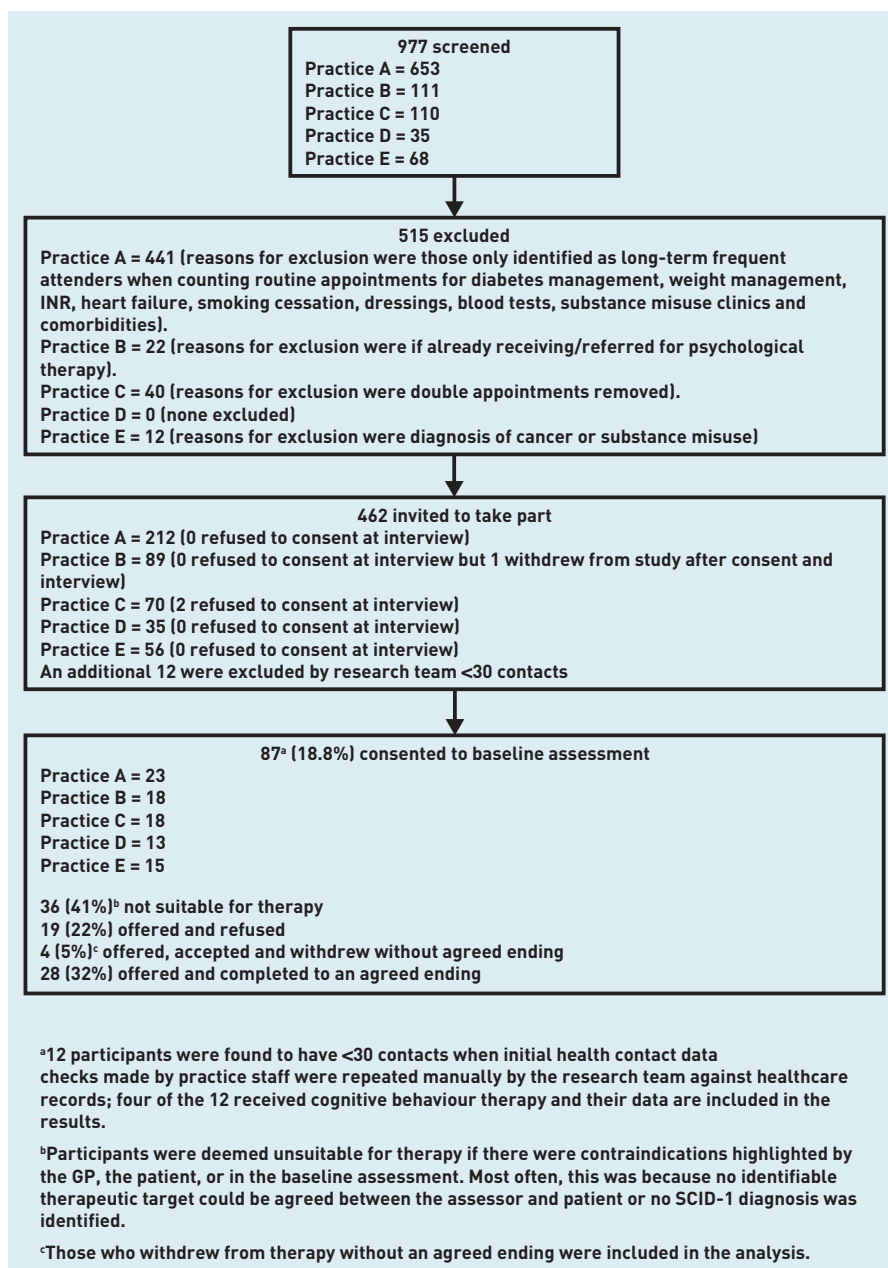 977 screened
Practice A = 653
Practice B = 111
Practice C = 110
Practice D = 35
Practice E = 68
515 excluded
Practice A = 441 (reasons for exclusion were those only identified as long-term frequent
attenders when counting routine appointments for diabetes management, weight management,
INR, heart failure, smoking cessation, dressings, blood tests, substance misuse clinics and
comorbidities).
Practice B = 22 (reasons for exclusion were if already receiving/referred for psychological
therapy).
Practice C = 40 (reasons for exclusion were double appointments removed).
Practice D = 0 (none excluded)
Practice E = 12 (reasons for exclusion were diagnosis of cancer or substance misuse)
462 invited to take part
Practice A = 212 (0 refused to consent at interview)
Practice B = 89 (0 refused to consent at interview but 1 withdrew from study after consent and
interview)
Practice C = 70 (2 refused to consent at interview)
Practice D = 35 (0 refused to consent at interview)
Practice E = 56 (0 refused to consent at interview)
An additional 12 were excluded by research team <30 contacts
87ᵃ (18.8%) consented to baseline assessment
Practice A = 23
Practice B = 18
Practice C = 18
Practice D = 13
Practice E = 15
36 (41%)ᵇ not suitable for therapy
19 (22%) offered and refused
4 (5%)ᶜ offered, accepted and withdrew without agreed ending
28 (32%) offered and completed to an agreed ending
ᵃ12 participants were found to have <30 contacts when initial health contact data
checks made by practice staff were repeated manually by the research team against healthcare
records; four of the 12 received cognitive behaviour therapy and their data are included in the
results.
ᵇParticipants were deemed unsuitable for therapy if there were contraindications highlighted by
the GP, the patient, or in the baseline assessment. Most often, this was because no identifiable
therapeutic target could be agreed between the assessor and patient or no SCID-1 diagnosis was
identified.
ᶜThose who withdrew from therapy without an agreed ending were included in the analysis.